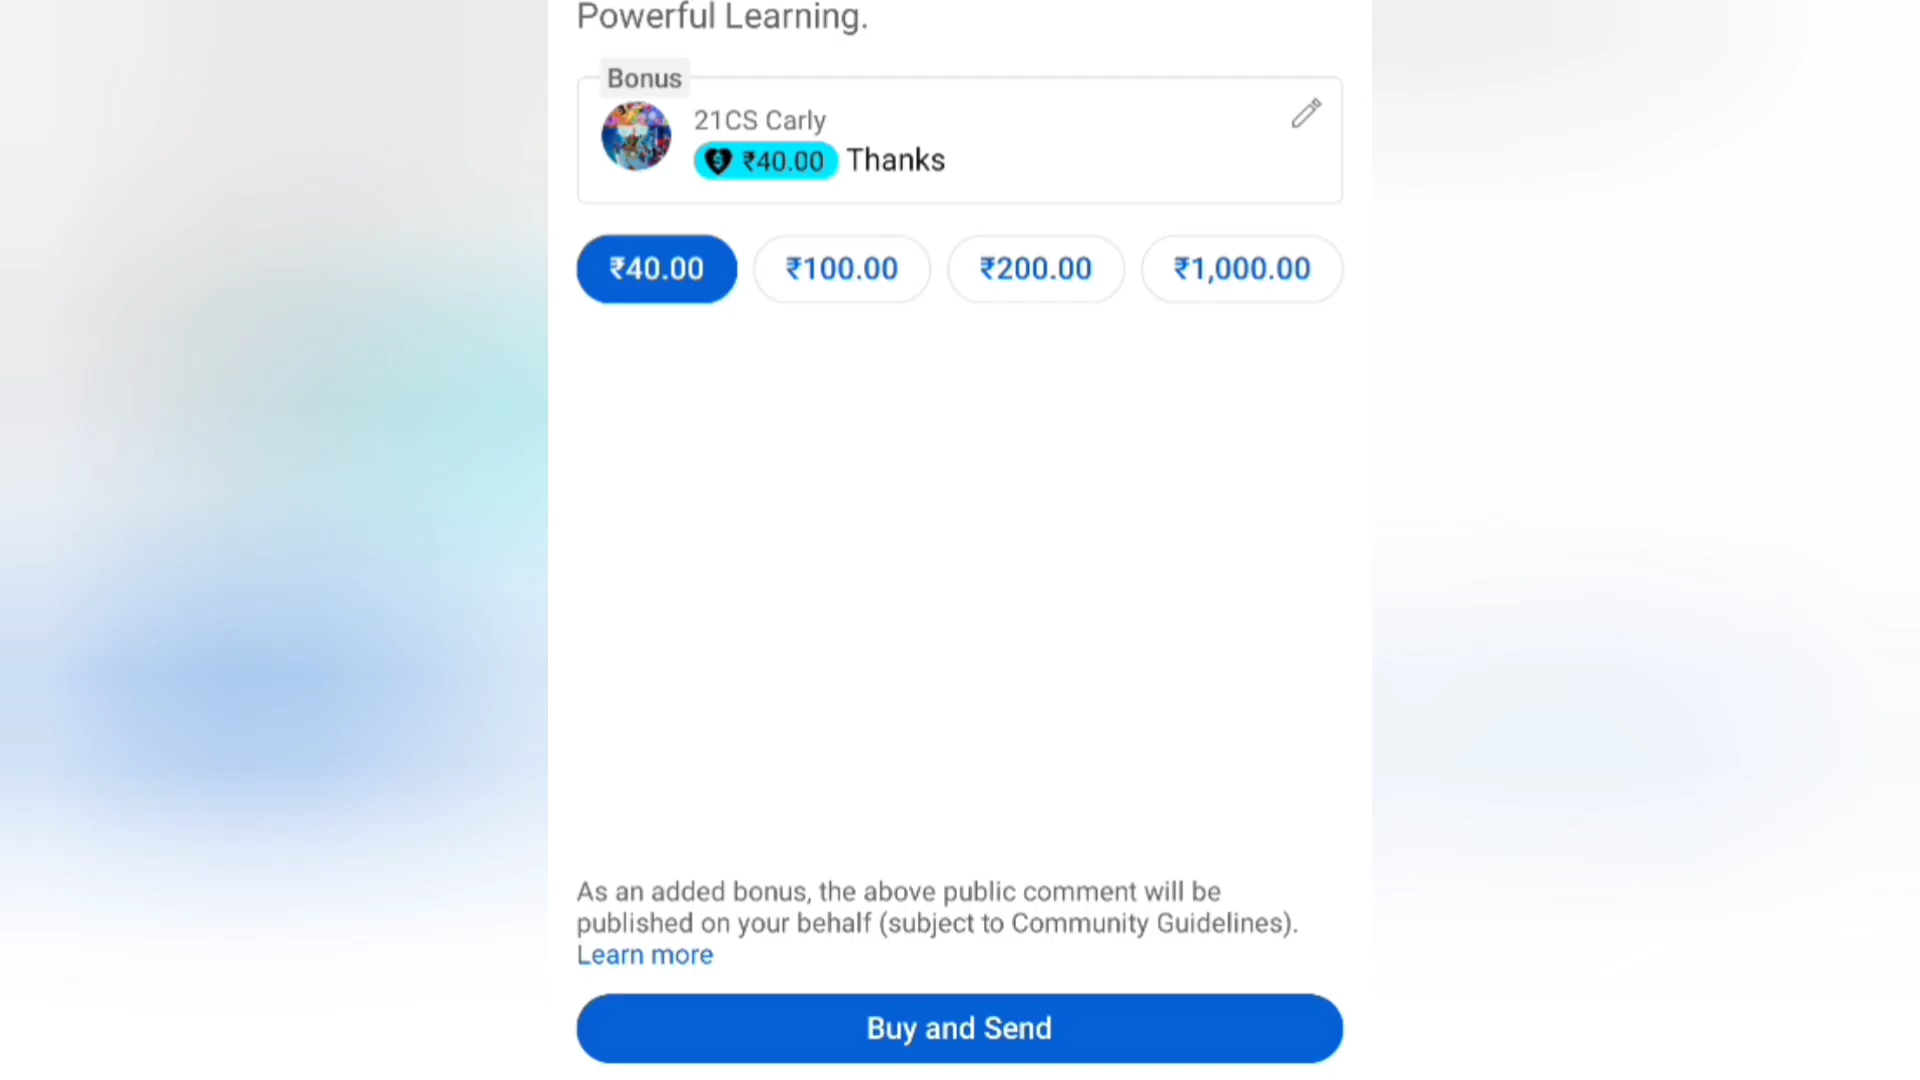 Powerful Learning.
Bonus
21CS Carly
₹40.00 Thanks
₹40.00 ₹100.00 ₹200.00 ₹1,000.00
As an added bonus, the above public comment will be
published on your behalf (subject to Community Guidelines).
Learn more
Buy and Send